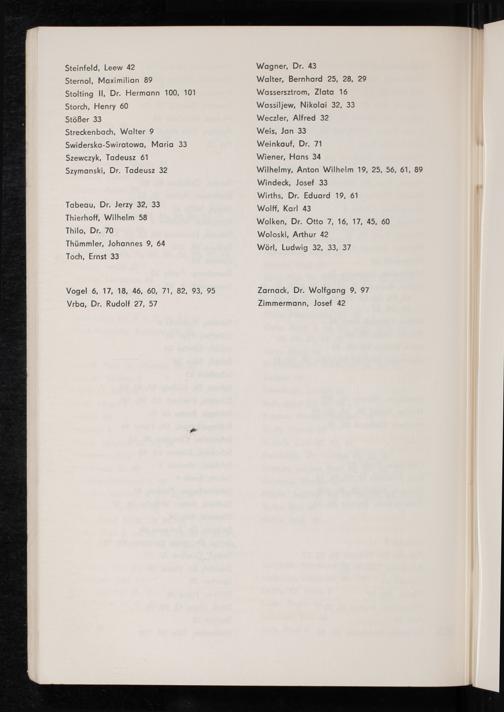 Steinfeld, Leew 42
Sternol, Maximilian 89
Stolting II, Dr. Hermann 100, 101
Storch, Henry 60
Stößer 33
Streckenbach, Walter 9
Swiderska-Swiratowa, Maria 33
Szewczyk, Tadeusz 61
Szymanski, Dr. Tadeusz 32
Tabeau, Dr. Jerzy 32, 33
Thierhoff, Wilhelm 58
Thilo, Dr. 70
Thümmler, Johannes 9, 64
Toch, Ernst 33
Vogel 6, 17, 18, 46, 60, 71, 82, 93, 95
Vrba, Dr. Rudolf 27, 57
Wagner, Dr. 43
Walter, Bernhard 25, 28, 29
Wassersztrom, Zlata 16
Wassiljew, Nikolai 32, 33
Weczler, Alfred 32
Weis, Jan 33
Weinkauf, Dr. 71
Wiener, Hans 34
Wilhelmy, Anton Wilhelm 19, 25, 56, 61, 89
Windeck, Josef 33
Wirths, Dr. Eduard 19, 61
Wolff, Karl 43
Wolken, Dr. Otto 7, 16, 17, 45, 60
Woloski, Arthur 42
Wörl, Ludwig 32, 33, 37
Zarnack, Dr. Wolfgang 9, 97
Zimmermann, Josef 42